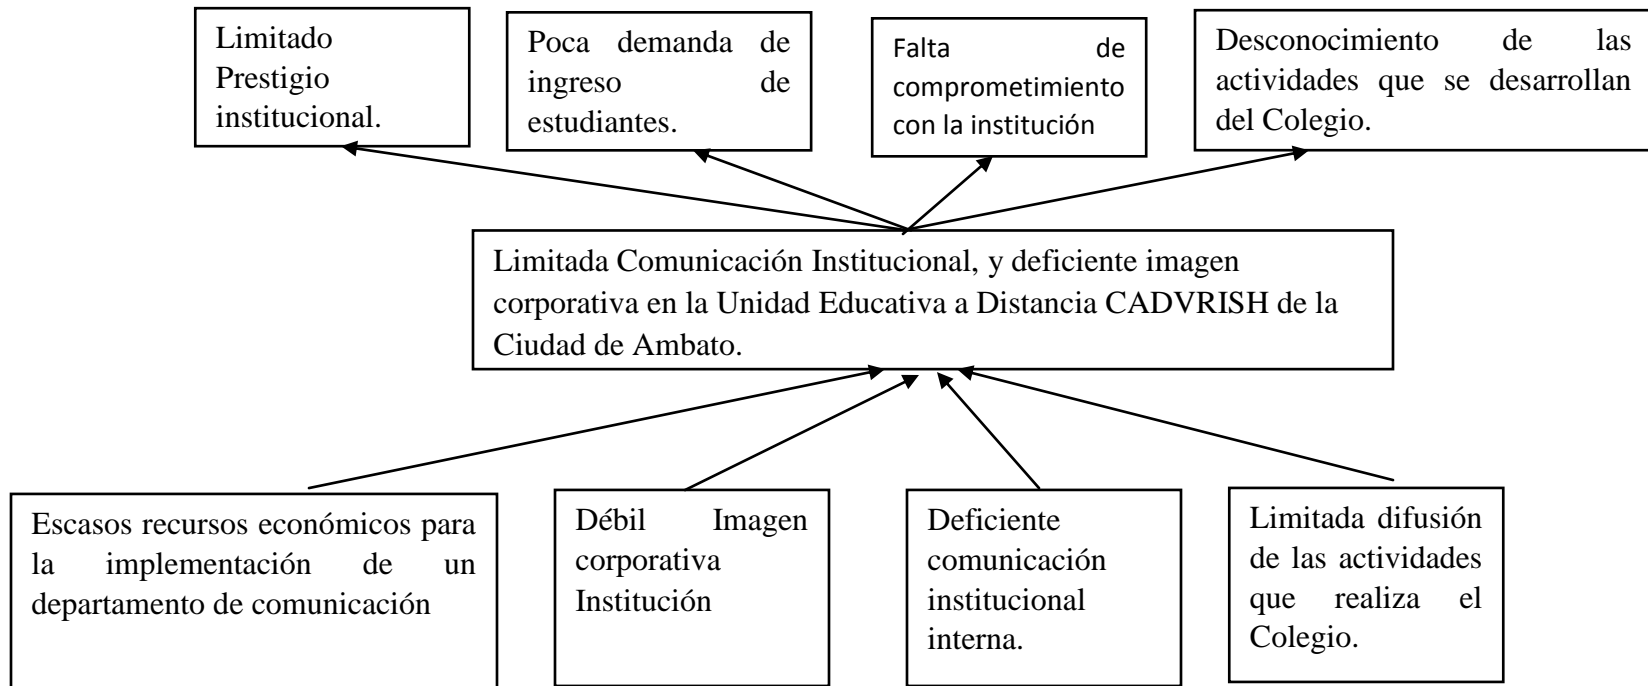 Limitado
Prestigio
institucional.
Poca demanda de
ingreso de
estudiantes.
Falta de
comprometimiento
con la institución
Desconocimiento de las
actividades que se desarrollan
del Colegio.
Limitada Comunicación Institucional, y deficiente imagen
corporativa en la Unidad Educativa a Distancia CADVRISH de la
Ciudad de Ambato.
Escasos recursos económicos para
la implementación de un
departamento de comunicación
Débil Imagen
corporativa
Institución
Deficiente
comunicación
institucional
interna.
Limitada difusión
de las actividades
que realiza el
Colegio.